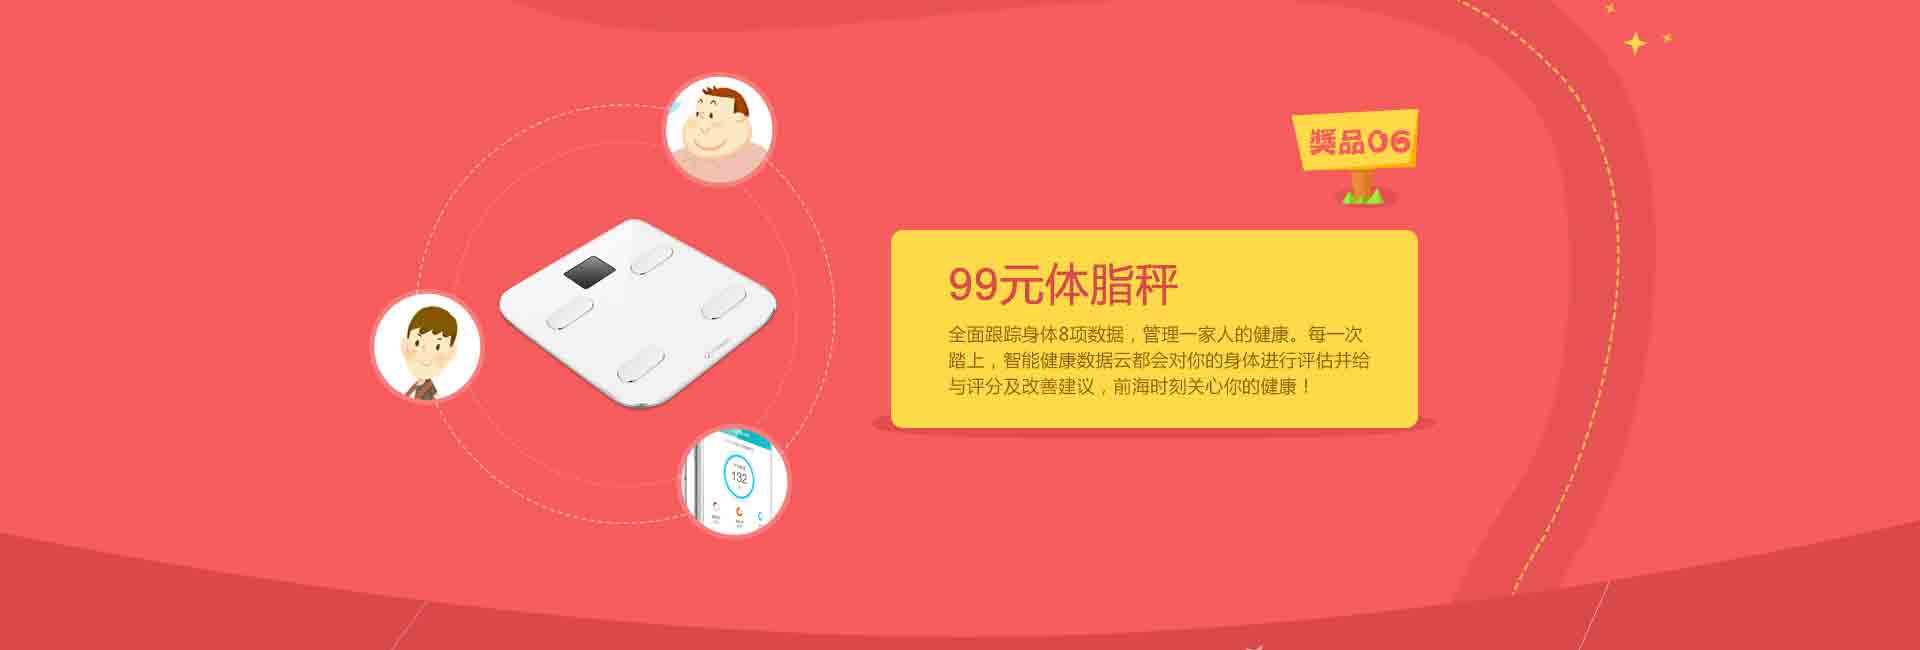 奖品06
99元体脂秤
全面跟踪身体8项数据，管理一家人的健康。每一次
踏上，智能健康数据云都会对你的身体进行评估并给
与评分及改善建议，前海时刻关心你的健康！
132